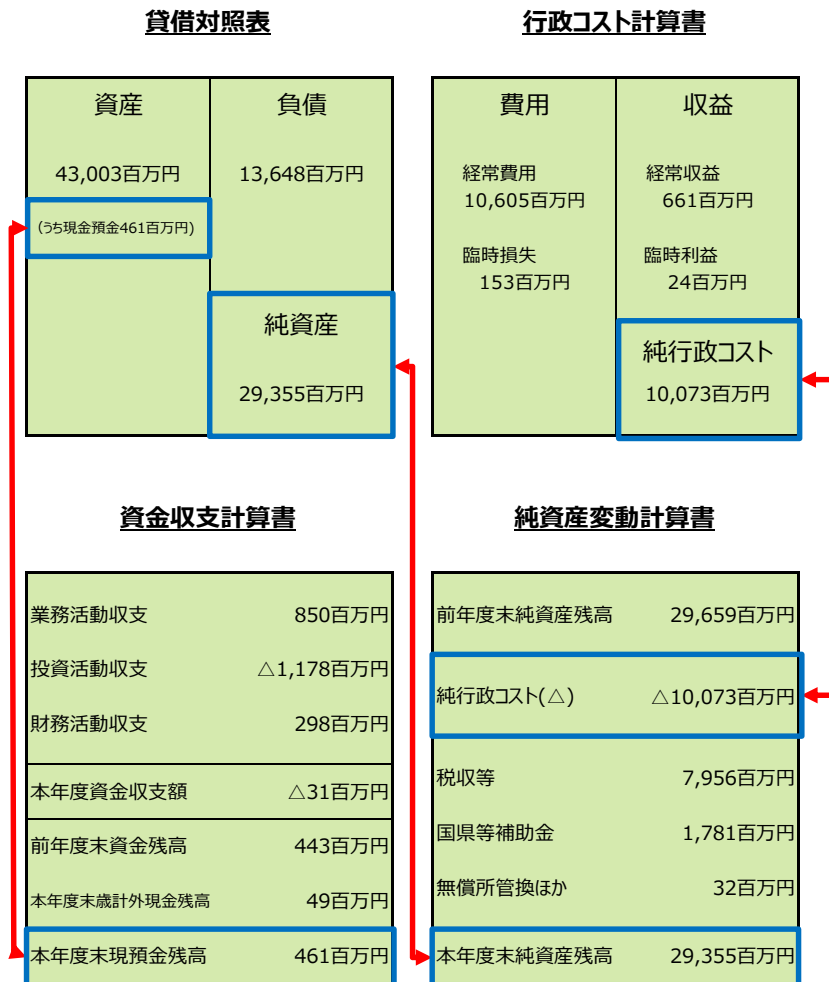 貸借対照表
資産
負債
43,003百万円
13,648百万円
(うち現金預金461百万円)
純資産
29,355百万円
行政コスト計算書
費用
収益
経常費用
10,605百万円
経常収益
661百万円
臨時損失
153百万円
臨時利益
24百万円
純行政コスト
10,073百万円
資金収支計算書
業務活動収支 850百万円
投資活動収支 △1,178百万円
財務活動収支 298百万円
本年度資金収支額 △31百万円
前年度末資金残高 443百万円
本年度末歳計外現金残高 49百万円
本年度末現預金残高 461百万円
純資産変動計算書
前年度末純資産残高 29,659百万円
純行政コスト(△) △10,073百万円
税収等 7,956百万円
国県等補助金 1,781百万円
無償所管換ほか 32百万円
本年度末純資産残高 29,355百万円